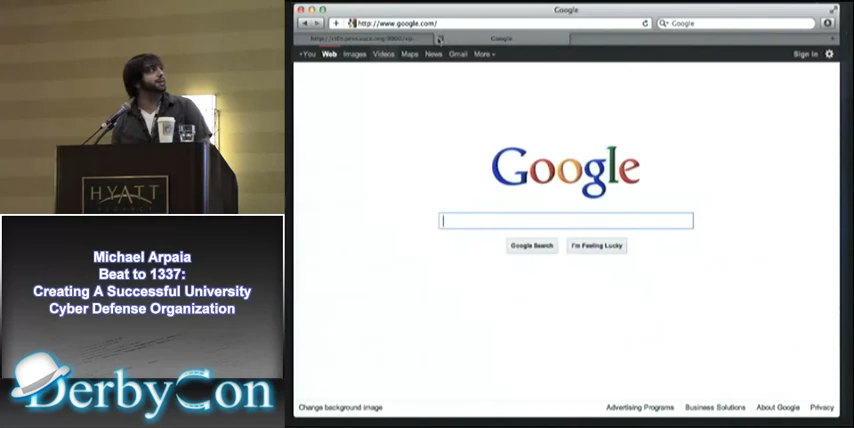 HYATT
Michael Arpaia
Beat to 1337:
Creating A Successful University
Cyber Defense Organization
DerbyCon
Google
http://www.google.com/
Google
Google
+You Web Images Videos Maps News Gmail More
Sign in
Google
Google Search
I'm Feeling Lucky
Change background image
Advertising Programs Business Solutions About Google Privacy